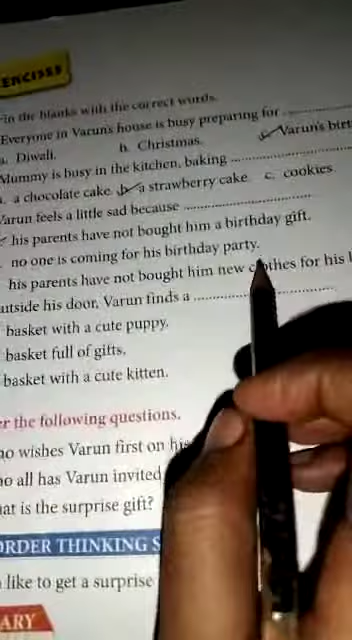 ENCISES
in the blanks with the correct words.
Everyone in Varun's house is busy preparing for ....................
a. Diwali. b. Christmas. c. Varun's birt
Mummy is busy in the kitchen, baking ....................
a chocolate cake. b. a strawberry cake. c. cookies.
Varun feels a little sad because ....................
his parents have not bought him a birthday gift.
no one is coming for his birthday party.
his parents have not bought him new clothes for his
utside his door, Varun finds a ....................
basket with a cute puppy.
basket full of gifts.
basket with a cute kitten.
er the following questions.
ho wishes Varun first on his
ho all has Varun invited
hat is the surprise gift?
ORDER THINKING S
like to get a surprise
ARY